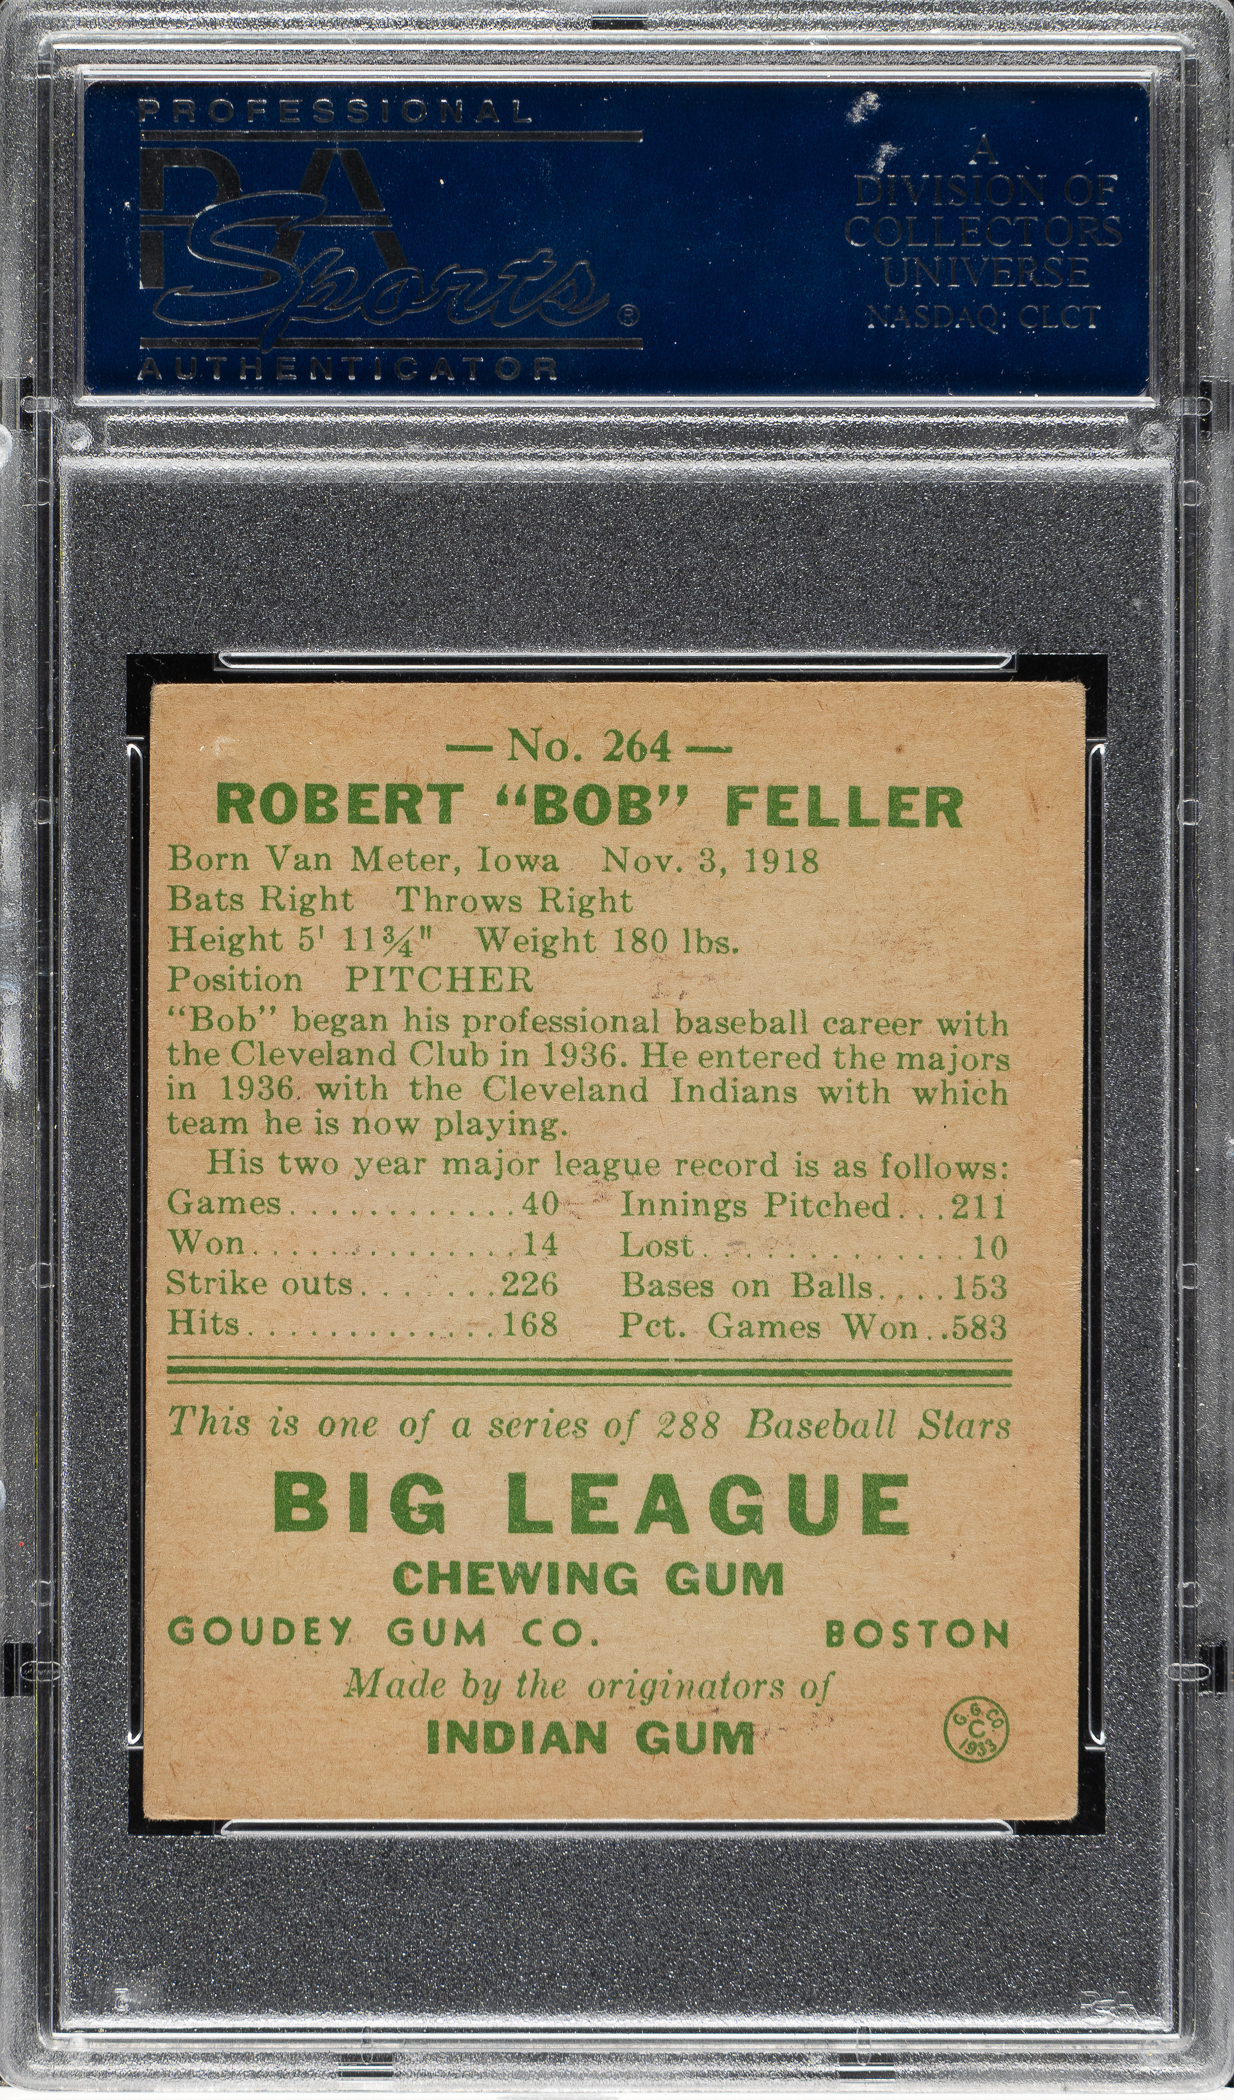 PROFESSIONAL
PSA
Sports®
AUTHENTICATOR
A
DIVISION OF
COLLECTORS
UNIVERSE
NASDAQ: CLCT
— No. 264 —
ROBERT “BOB” FELLER
Born Van Meter, Iowa Nov. 3, 1918
Bats Right Throws Right
Height 5' 11¾" Weight 180 lbs.
Position PITCHER
“Bob” began his professional baseball career with
the Cleveland Club in 1936. He entered the majors
in 1936 with the Cleveland Indians with which
team he is now playing.
His two year major league record is as follows:
Games............40 Innings Pitched...211
Won..............14 Lost.............10
Strike outs.......226 Bases on Balls....153
Hits.............168 Pct. Games Won..583
This is one of a series of 288 Baseball Stars
BIG LEAGUE
CHEWING GUM
GOUDEY GUM CO. BOSTON
Made by the originators of
INDIAN GUM
G. G. CO.
C
1933
PSA